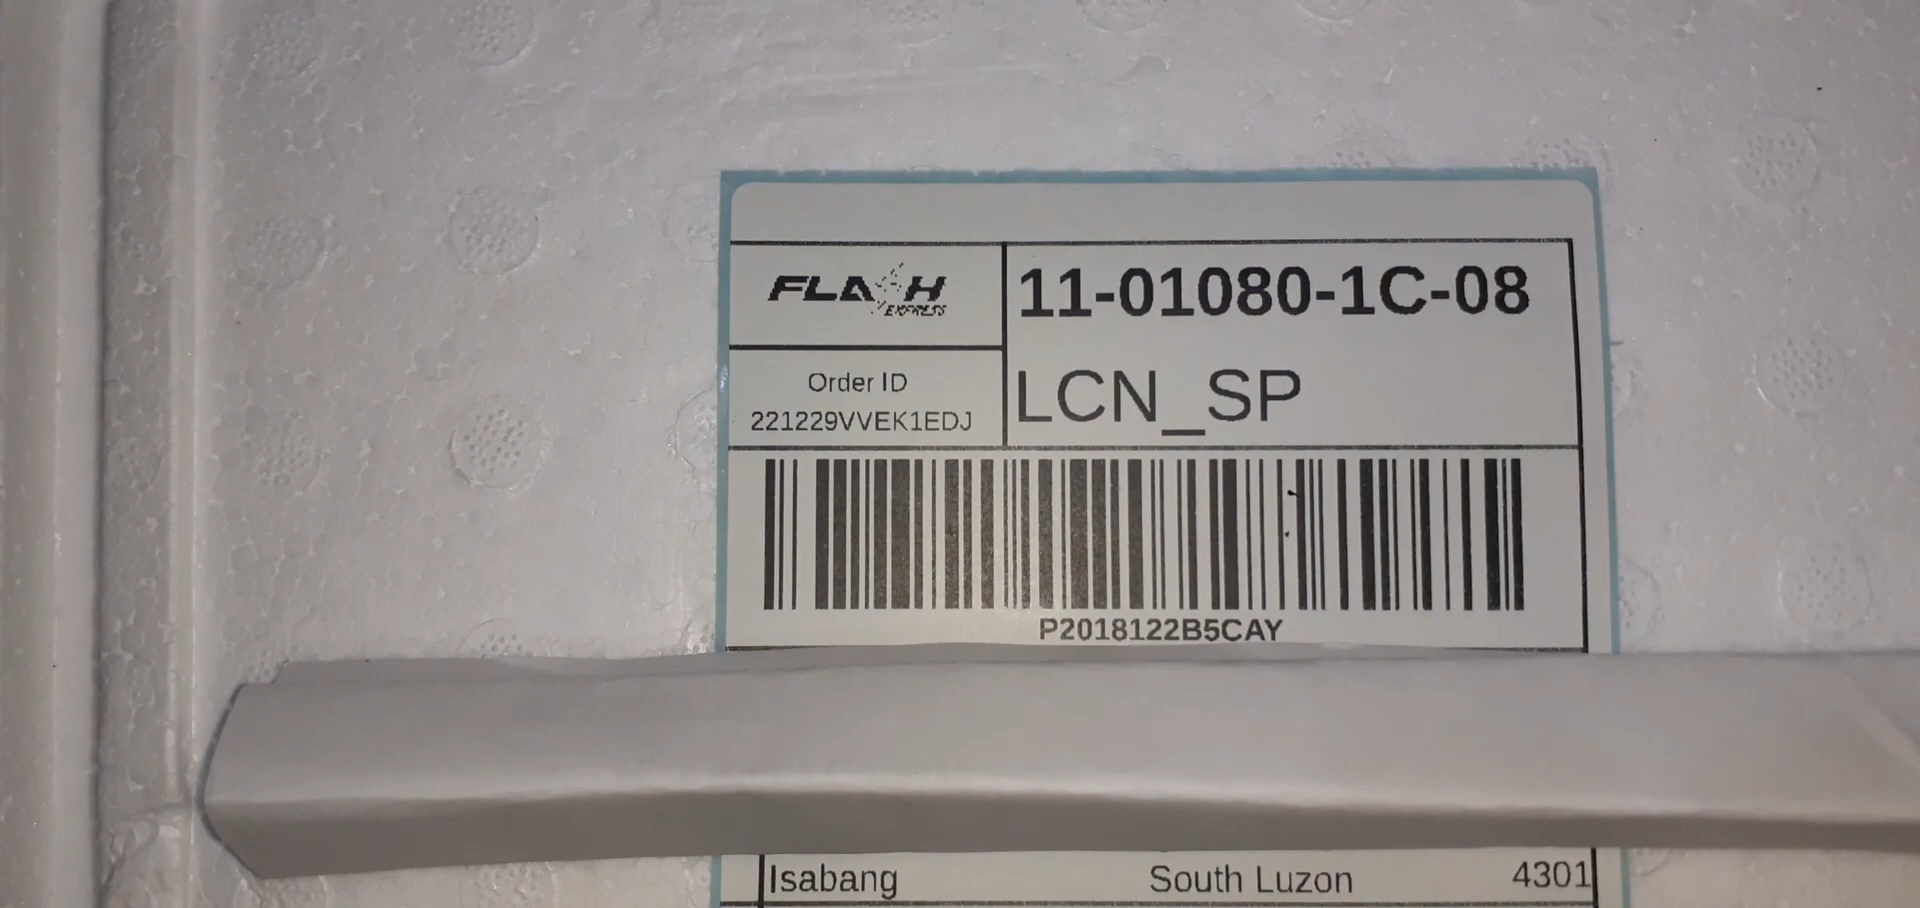 FLASH
EXPRESS
11-01080-1C-08
Order ID
221229VVEK1EDJ
LCN_SP
P2018122B5CAY
Isabang South Luzon 4301